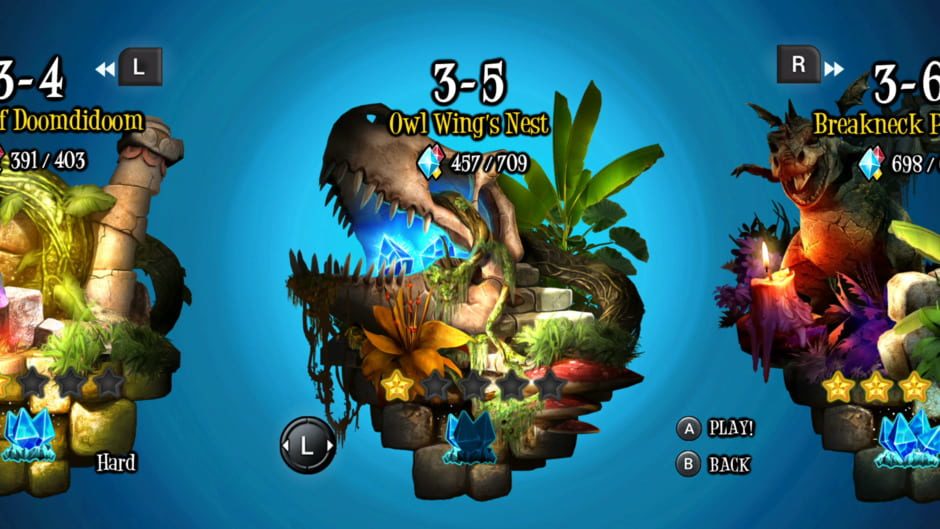 3-4
L
3-5
R
3-6
f Doomdidoom
Owl Wing's Nest
Breakneck P
391 / 403
457 / 709
698 /
L
A PLAY!
B BACK
Hard